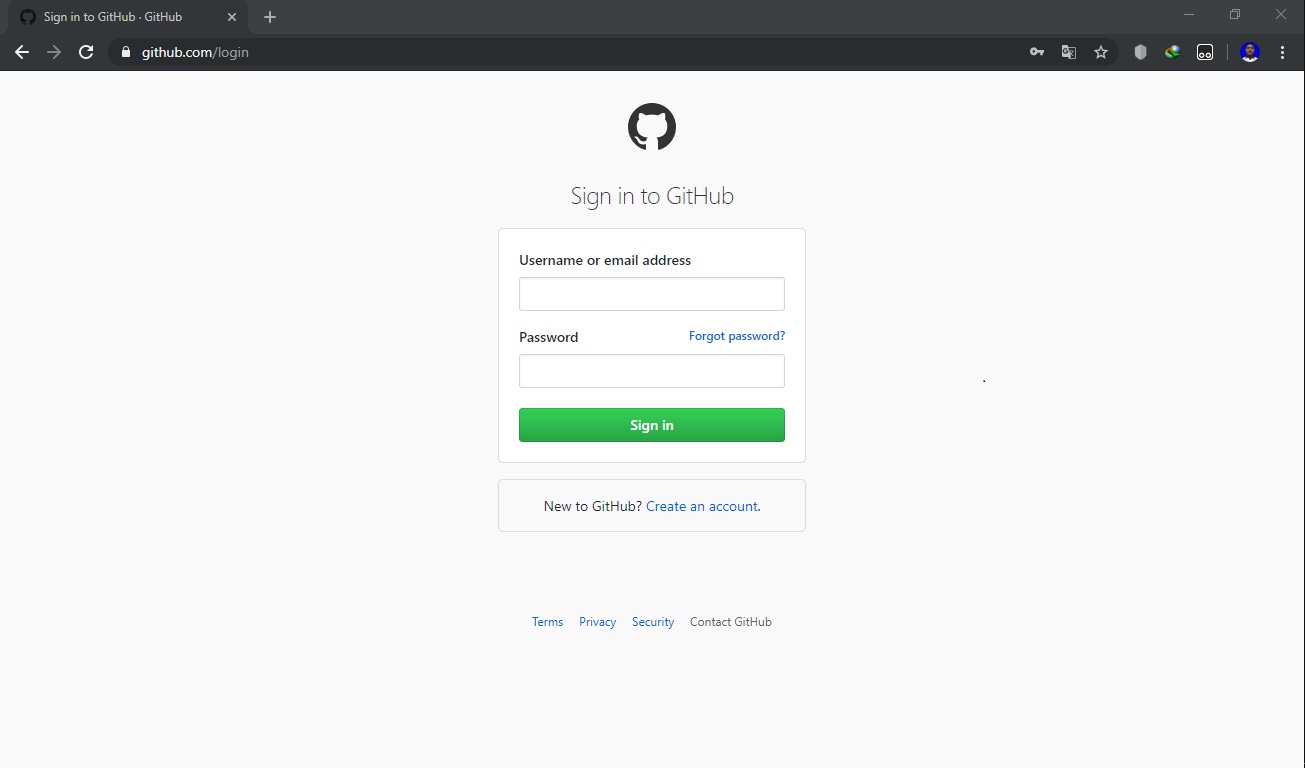 Sign in to GitHub · GitHub
github.com/login
Sign in to GitHub
Username or email address
Password Forgot password?
Sign in
New to GitHub? Create an account.
Terms Privacy Security Contact GitHub